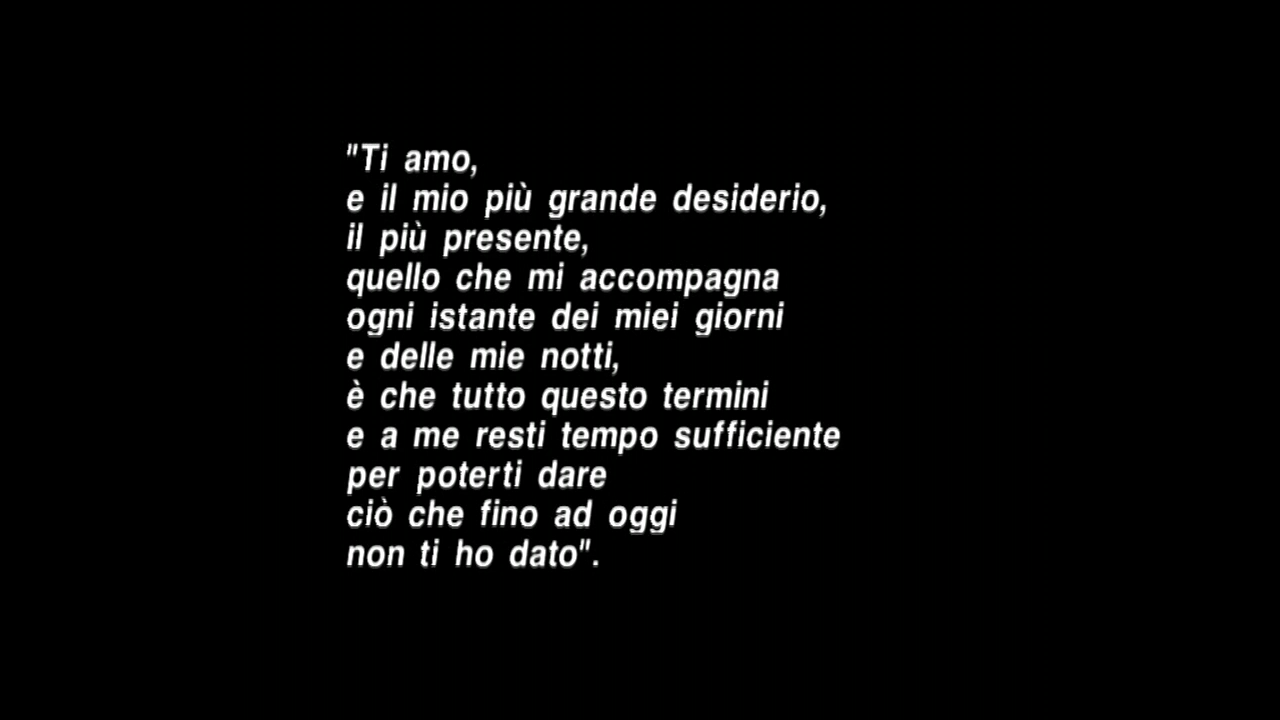 "Ti amo,
e il mio più grande desiderio,
il più presente,
quello che mi accompagna
ogni istante dei miei giorni
e delle mie notti,
è che tutto questo termini
e a me resti tempo sufficiente
per poterti dare
ciò che fino ad oggi
non ti ho dato".